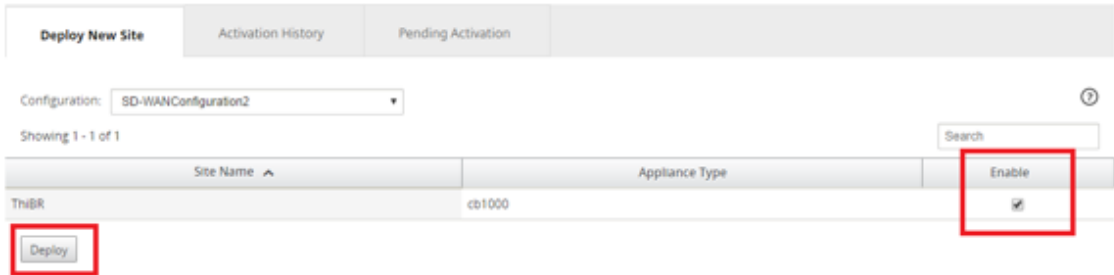 Deploy New Site Activation History Pending Activation
Configuration: SD-WANConfiguration2
Showing 1 - 1 of 1 Search
Site Name Appliance Type Enable
ThiBR cb1000
Deploy